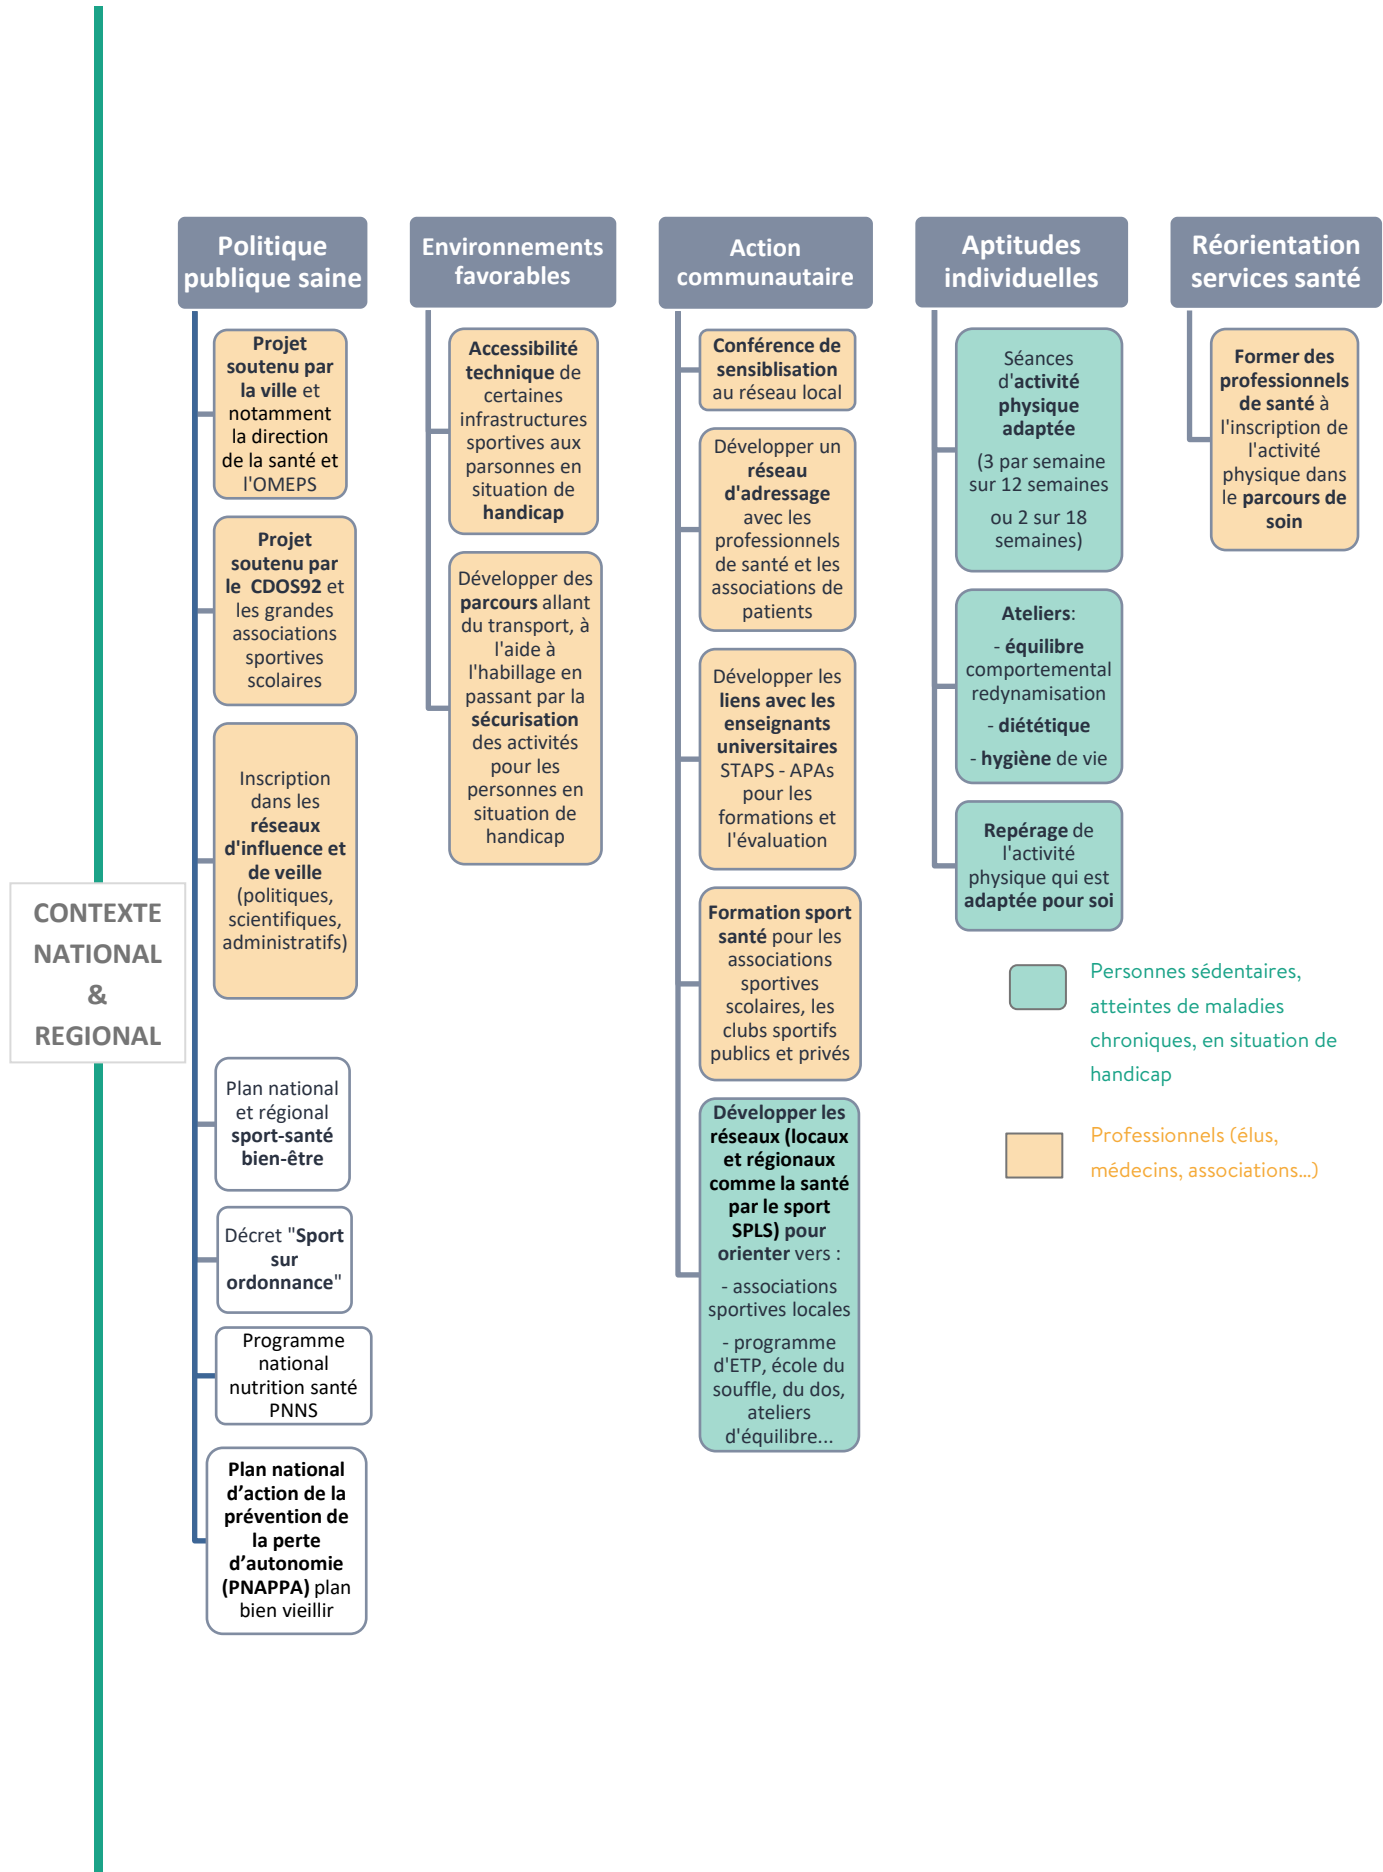 CONTEXTE
NATIONAL
&
REGIONAL
Politique
publique saine
Projet
soutenu par
la ville et
notamment
la direction
de la santé et
l'OMEPS
Projet
soutenu par
le CDOS92 et
les grandes
associations
sportives
scolaires
Inscription
dans les
réseaux
d'influence et
de veille
(politiques,
scientifiques,
administratifs)
Plan national
et régional
sport-santé
bien-être
Décret "Sport
sur
ordonnance"
Programme
national
nutrition santé
PNNS
Plan national
d’action de la
prévention de
la perte
d’autonomie
(PNAPPA) plan
bien vieillir
Environnements
favorables
Accessibilité
technique de
certaines
infrastructures
sportives aux
parsonnes en
situation de
handicap
Développer des
parcours allant
du transport, à
l'aide à
l'habillage en
passant par la
sécurisation
des activités
pour les
personnes en
situation de
handicap
Action
communautaire
Conférence de
sensiblisation
au réseau local
Développer un
réseau
d'adressage
avec les
professionnels
de santé et les
associations de
patients
Développer les
liens avec les
enseignants
universitaires
STAPS - APAs
pour les
formations et
l'évaluation
Formation sport
santé pour les
associations
sportives
scolaires, les
clubs sportifs
publics et privés
Développer les
réseaux (locaux
et régionaux
comme la santé
par le sport
SPLS) pour
orienter vers :
- associations
sportives locales
- programme
d'ETP, école du
souffle, du dos,
ateliers
d'équilibre...
Aptitudes
individuelles
Séances
d'activité
physique
adaptée
(3 par semaine
sur 12 semaines
ou 2 sur 18
semaines)
Ateliers:
- équilibre
comportemental
redynamisation
- diététique
- hygiène de vie
Repérage de
l'activité
physique qui est
adaptée pour soi
Réorientation
services santé
Former des
professionnels
de santé à
l'inscription de
l'activité
physique dans
le parcours de
soin
Personnes sédentaires,
atteintes de maladies
chroniques, en situation de
handicap
Professionnels (élus,
médecins, associations…)